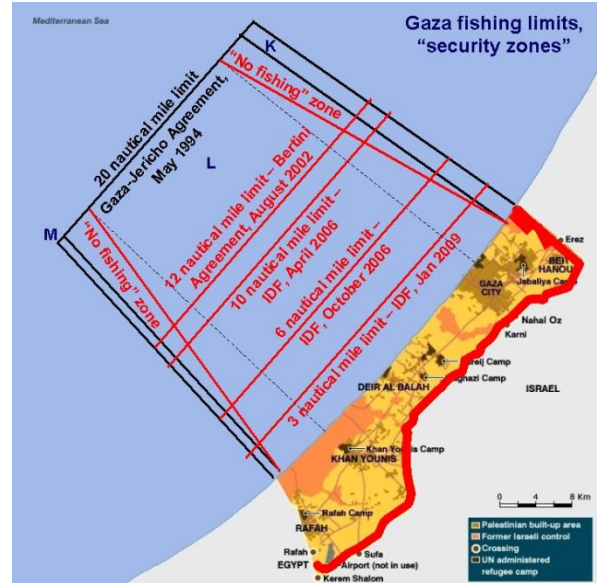 Mediterranean Sea
Gaza fishing limits,
“security zones”
K
“No fishing” zone
20 nautical mile limit
Gaza-Jericho Agreement,
May 1994
L
M
“No fishing” zone
12 nautical mile limit – Bertini
Agreement, August 2002
10 nautical mile limit –
IDF, April 2006
6 nautical mile limit –
IDF, October 2006
3 nautical mile limit – IDF, Jan 2009
Erez
BEIT
HANOU
Jabaliya Camp
GAZA
CITY
Nahal Oz
Karni
eij Camp
ghazi Camp
DEIR AL BALAH
ISRAEL
Khan Younis Camp
KHAN YOUNIS
Rafah Camp
RAFAH
Rafah
Sufa
EGYPT
Airport (not in use)
Kerem Shalom
0 4 8 Km
Palestinian built-up area
Former Israeli control
Crossing
UN administered
refugee camp